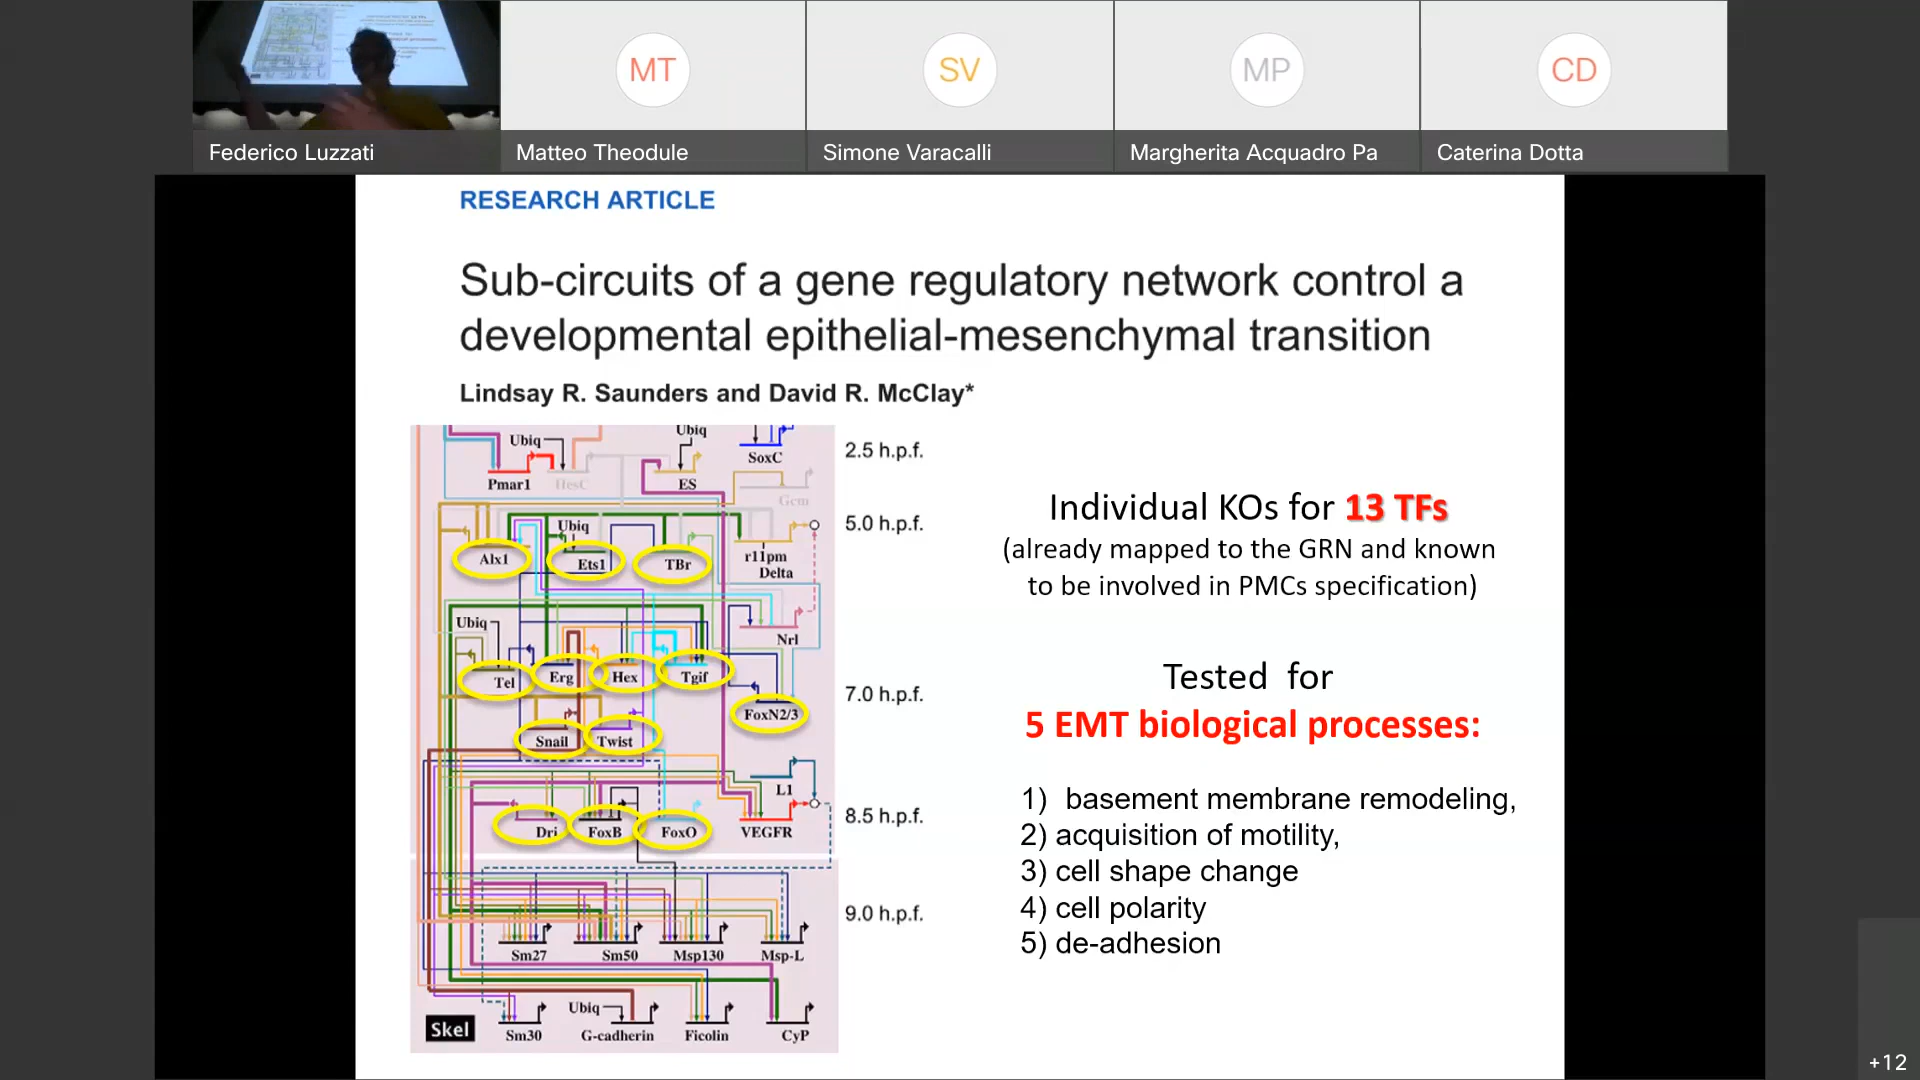 MT
SV
MP
CD
Federico Luzzati
Matteo Theodule
Simone Varacalli
Margherita Acquadro Pa
Caterina Dotta
RESEARCH ARTICLE
Sub-circuits of a gene regulatory network control a
developmental epithelial-mesenchymal transition
Lindsay R. Saunders and David R. McClay*
Ubiq
Ubiq
SoxC
2.5 h.p.f.
Pmar1
HesC
ES
Gcm
Ubiq
5.0 h.p.f.
Alx1
Ets1
TBr
r11pm
Delta
Ubiq
Nrl
Tel
Erg
Hex
Tgif
7.0 h.p.f.
FoxN2/3
Snail
Twist
L1
Dri
FoxB
FoxO
VEGFR
8.5 h.p.f.
9.0 h.p.f.
Sm27
Sm50
Msp130
Msp-L
Ubiq
Skel
Sm30
G-cadherin
Ficolin
CyP
Individual KOs for 13 TFs
(already mapped to the GRN and known
to be involved in PMCs specification)
Tested for
5 EMT biological processes:
1) basement membrane remodeling,
2) acquisition of motility,
3) cell shape change
4) cell polarity
5) de-adhesion
+12